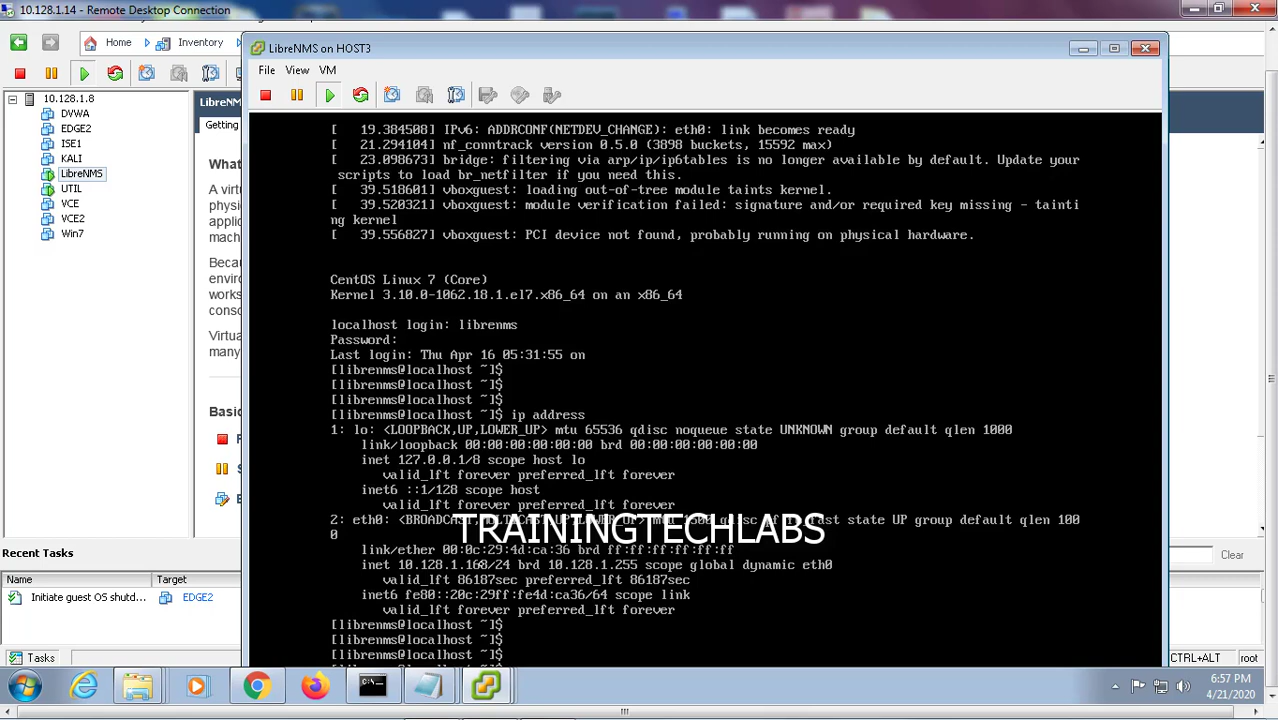 10.128.1.14 - Remote Desktop Connection
Home
Inventory
LibreNMS on HOST3
File View VM
10.128.1.8
DVWA
EDGE2
ISE1
KALI
LibreNMS
UTIL
VCE
VCE2
Win7
LibreNM
Getting
What
A virtu
physic
applic
mach
Becau
enviro
works
conso
Virtua
many
Basic
[ 19.384508] IPv6: ADDRCONF(NETDEV_CHANGE): eth0: link becomes ready
[ 21.294104] nf_conntrack version 0.5.0 (3898 buckets, 15592 max)
[ 23.098673] bridge: filtering via arp/ip/ip6tables is no longer available by default. Update your
scripts to load br_netfilter if you need this.
[ 39.518601] vboxguest: loading out-of-tree module taints kernel.
[ 39.520321] vboxguest: module verification failed: signature and/or required key missing - tainti
ng kernel
[ 39.556827] vboxguest: PCI device not found, probably running on physical hardware.
CentOS Linux 7 (Core)
Kernel 3.10.0-1062.18.1.el7.x86_64 on an x86_64
localhost login: librenms
Password:
Last login: Thu Apr 16 05:31:55 on
[librenms@localhost ~]$
[librenms@localhost ~]$
[librenms@localhost ~]$
[librenms@localhost ~]$ ip address
1: lo: <LOOPBACK,UP,LOWER_UP> mtu 65536 qdisc noqueue state UNKNOWN group default qlen 1000
link/loopback 00:00:00:00:00:00 brd 00:00:00:00:00:00
inet 127.0.0.1/8 scope host lo
valid_lft forever preferred_lft forever
inet6 ::1/128 scope host
valid_lft forever preferred_lft forever
2: eth0: <BROADCAST,MULTICAST,UP,LOWER_UP> mtu 1500 qdisc pfifo_fast state UP group default qlen 100
0
TRAININGTECHLABS
link/ether 00:0c:29:4d:ca:36 brd ff:ff:ff:ff:ff:ff
inet 10.128.1.168/24 brd 10.128.1.255 scope global dynamic eth0
valid_lft 86187sec preferred_lft 86187sec
inet6 fe80::20c:29ff:fe4d:ca36/64 scope link
valid_lft forever preferred_lft forever
[librenms@localhost ~]$
[librenms@localhost ~]$
[librenms@localhost ~]$
Recent Tasks
Name Target
Initiate guest OS shutd... EDGE2
Clear
Tasks
CTRL+ALT root
6:57 PM
4/21/2020